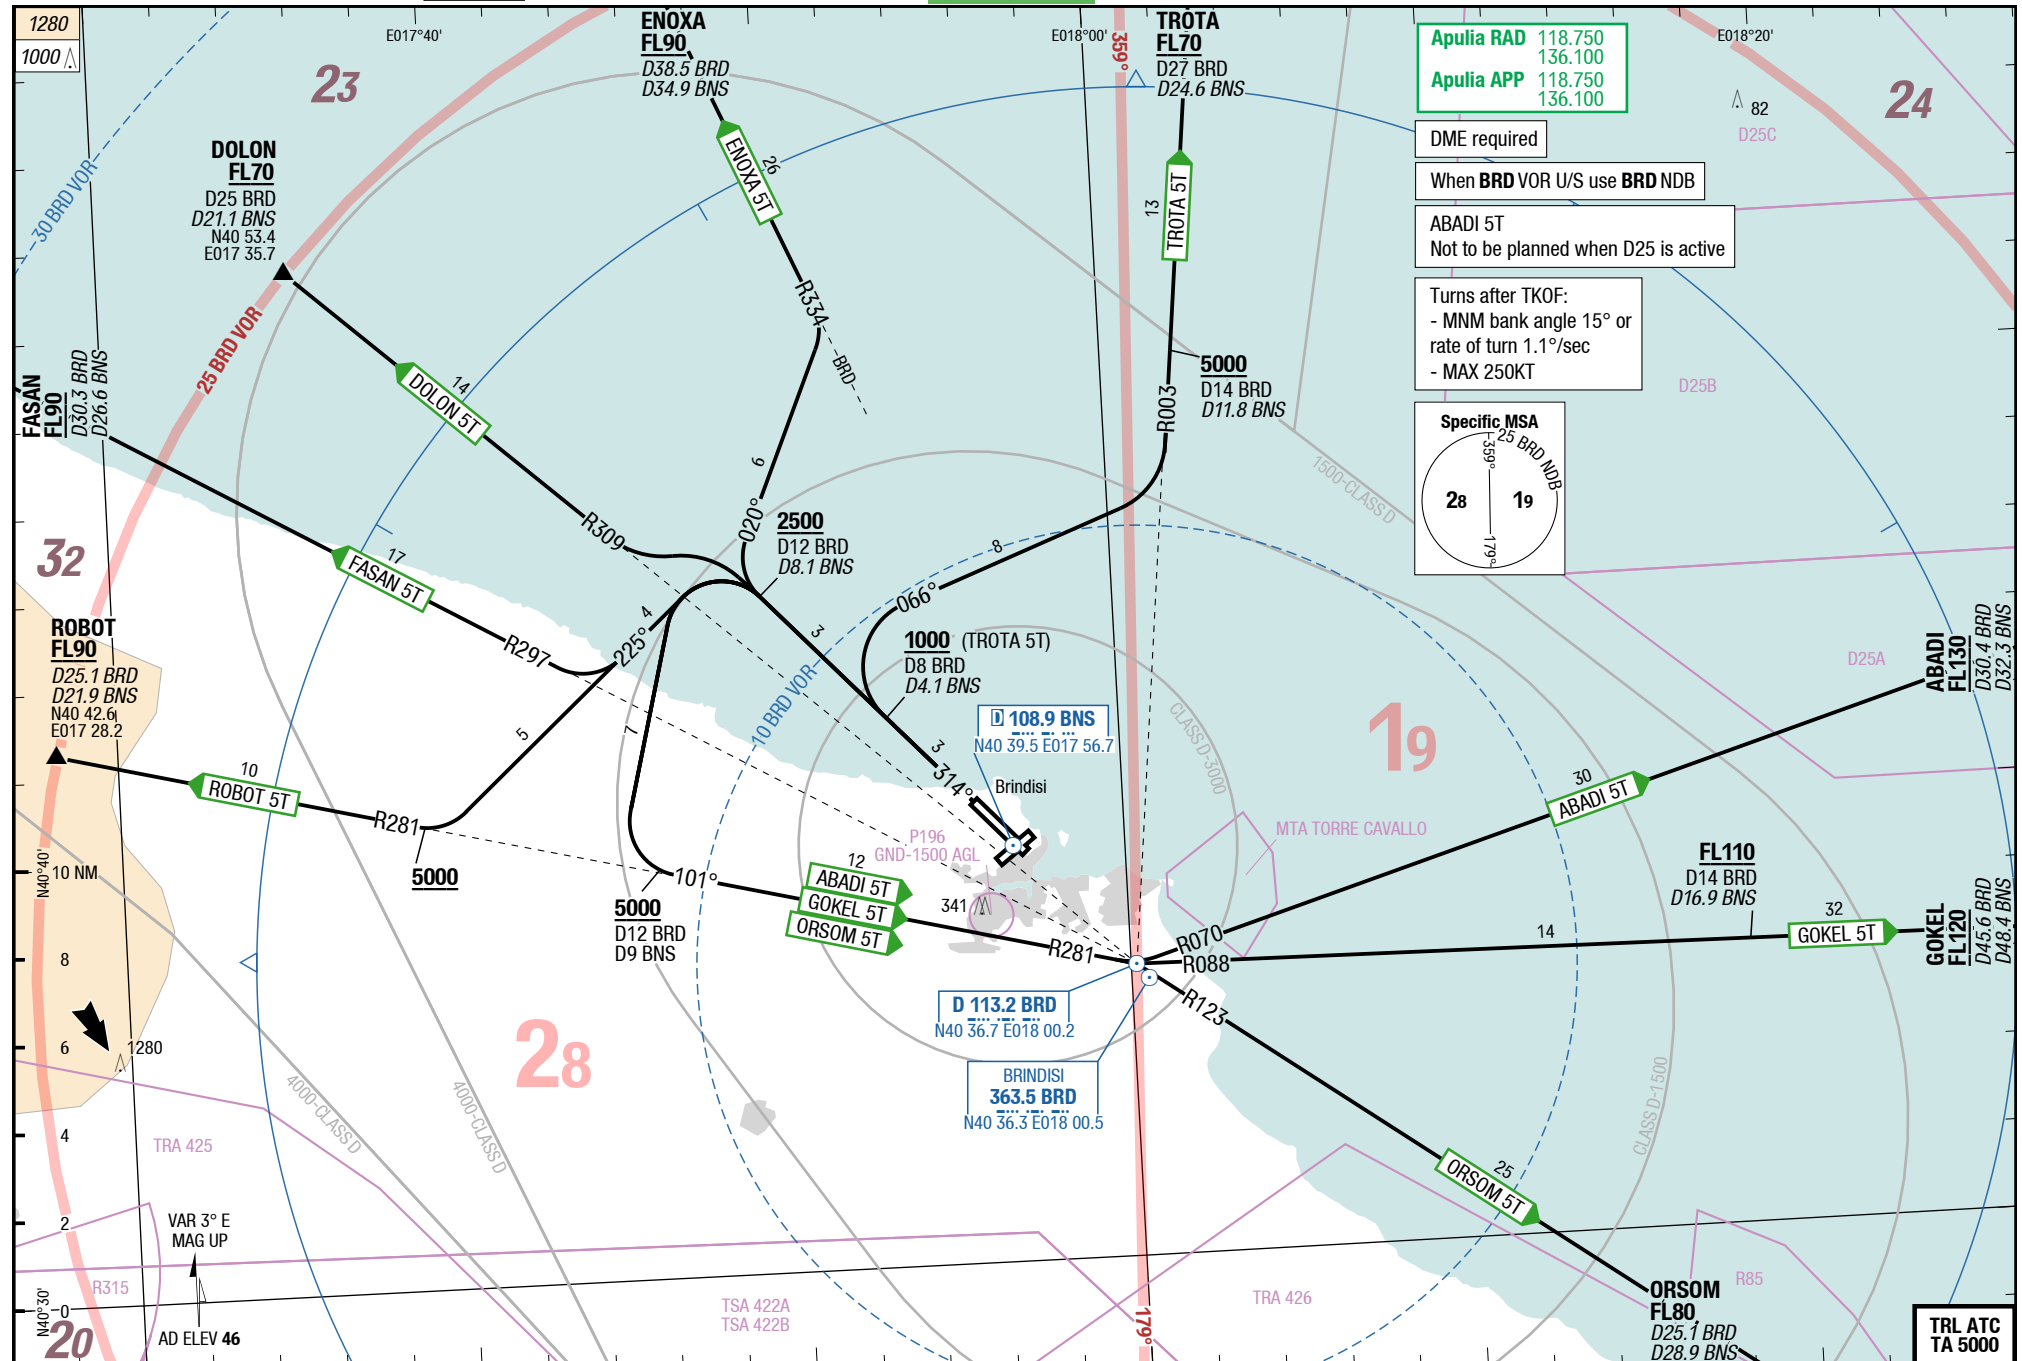 1280
1000
E017°40'
ENOXA
FL90
D38.5 BRD
D34.9 BNS
E018°00'
359°
TROTA
FL70
D27 BRD
D24.6 BNS
Apulia RAD 118.750
136.100
Apulia APP 118.750
136.100
E018°20'
82
D25C
23
24
DME required
When BRD VOR U/S use BRD NDB
ABADI 5T
Not to be planned when D25 is active
Turns after TKOF:
- MNM bank angle 15° or
rate of turn 1.1°/sec
- MAX 250KT
Specific MSA
25 BRD NDB
359°
28
19
179°
30 BRD VOR
DOLON
FL70
D25 BRD
D21.1 BNS
N40 53.4
E017 35.7
25 BRD VOR
26
ENOXA 5T
R334
BRD
13
TROTA 5T
R003
5000
D14 BRD
D11.8 BNS
D25B
1500-CLASS D
FASAN
FL90
D30.3 BRD
D26.6 BNS
14
DOLON 5T
R309
6
020°
2500
D12 BRD
D8.1 BNS
8
066°
32
17
FASAN 5T
R297
4
225°
3
1000 (TROTA 5T)
D8 BRD
D4.1 BNS
10 BRD VOR
ROBOT
FL90
D25.1 BRD
D21.9 BNS
N40 42.6
E017 28.2
D 108.9 BNS
N40 39.5 E017 56.7
ABADI
FL130
D30.4 BRD
D32.3 BNS
D25A
19
CLASS D-3000
3
314°
Brindisi
5
7
10
ROBOT 5T
R281
5000
30
ABADI 5T
P196
GND-1500 AGL
MTA TORRE CAVALLO
101°
12
ABADI 5T
GOKEL 5T
ORSOM 5T
341
5000
D12 BRD
D9 BNS
R281
R070
R088
R123
FL110
D14 BRD
D16.9 BNS
14
32
GOKEL 5T
GOKEL
FL120
D45.6 BRD
D48.4 BNS
N40°40'
10 NM
8
6
4
2
0
N40°30'
1280
28
D 113.2 BRD
N40 36.7 E018 00.2
BRINDISI
363.5 BRD
N40 36.3 E018 00.5
4000-CLASS D
4000-CLASS D
CLASS D-1500
TRA 425
25
ORSOM 5T
VAR 3° E
MAG UP
R315
20
AD ELEV 46
TSA 422A
TSA 422B
179°
TRA 426
R85
ORSOM
FL80
D25.1 BRD
D28.9 BNS
TRL ATC
TA 5000